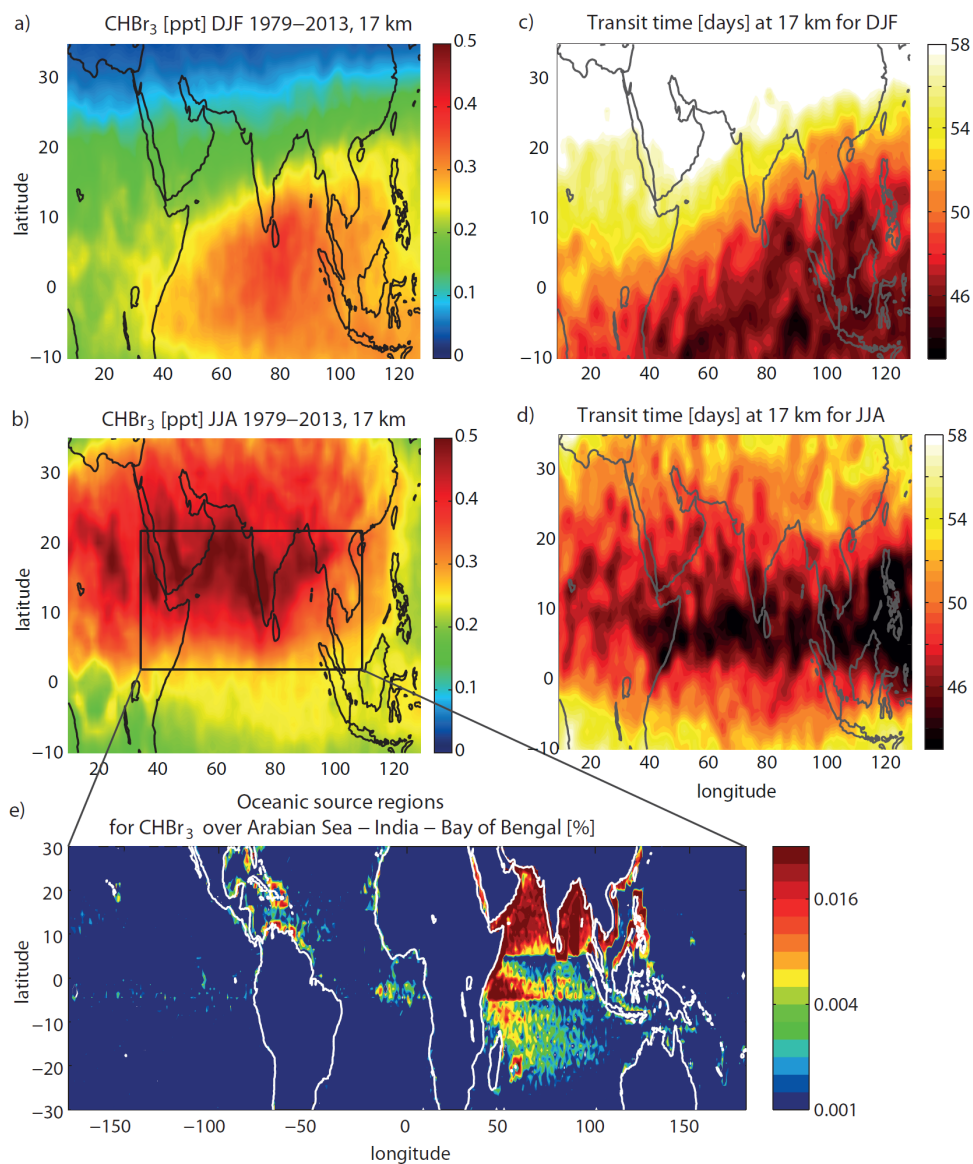 a)
CHBr3 [ppt] DJF 1979−2013, 17 km
latitude
30
20
10
0
−10
20 40 60 80 100 120
0.5
0.4
0.3
0.2
0.1
0
c)
Transit time [days] at 17 km for DJF
30
20
10
0
−10
20 40 60 80 100 120
58
54
50
46
b)
CHBr3 [ppt] JJA 1979−2013, 17 km
latitude
30
20
10
0
−10
20 40 60 80 100 120
0.5
0.4
0.3
0.2
0.1
0
d)
Transit time [days] at 17 km for JJA
30
20
10
0
−10
20 40 60 80 100 120
longitude
58
54
50
46
e)
Oceanic source regions
for CHBr3 over Arabian Sea − India − Bay of Bengal [%]
latitude
30
20
10
0
−10
−20
−30
−150 −100 −50 0 50 100 150
longitude
0.016
0.004
0.001